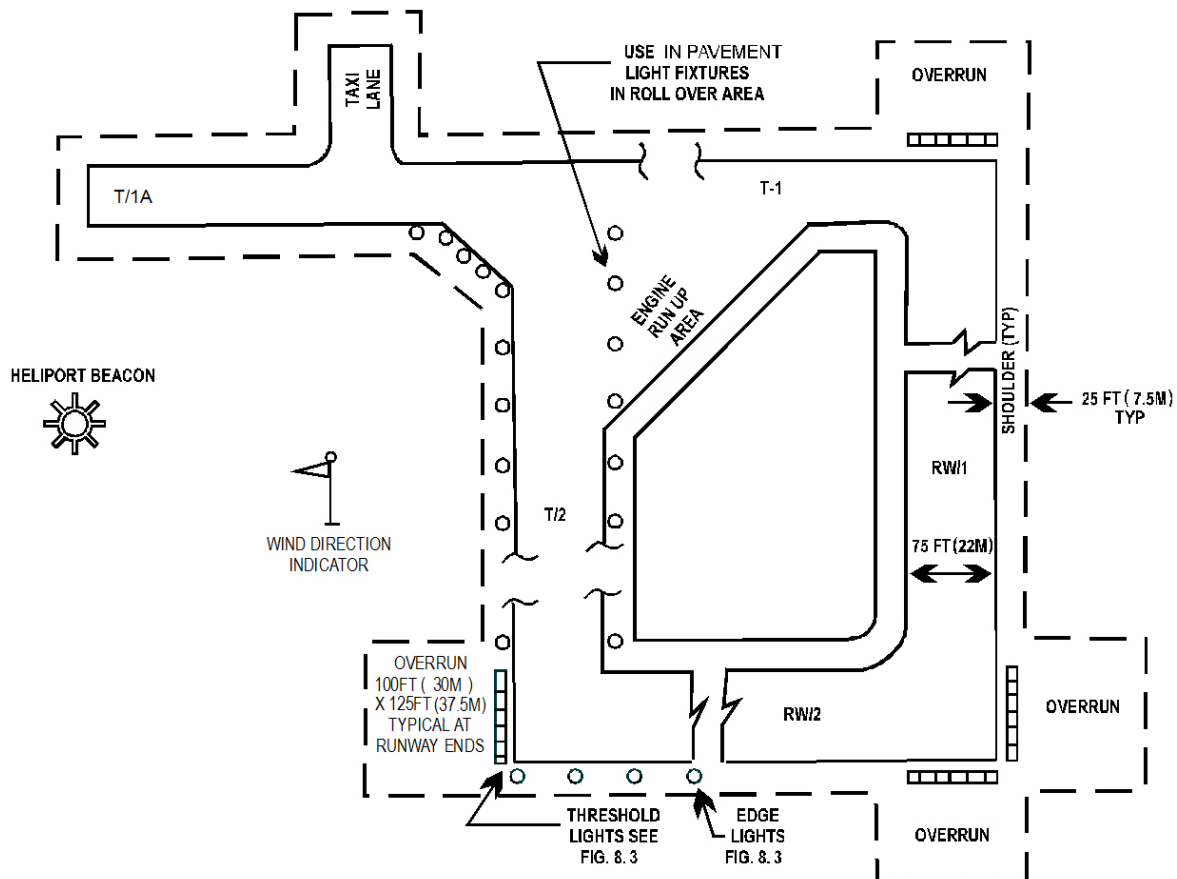 USE IN PAVEMENT
LIGHT FIXTURES
IN ROLL OVER AREA
OVERRUN
TAXI
LANE
T/1A
T-1
ENGINE
RUN UP
AREA
SHOULDER (TYP)
HELIPORT BEACON
25 FT ( 7.5M)
TYP
RW/1
T/2
WIND DIRECTION
INDICATOR
75 FT (22M)
OVERRUN
100FT ( 30M )
X 125FT (37.5M)
TYPICAL AT
RUNWAY ENDS
RW/2
OVERRUN
THRESHOLD
LIGHTS SEE
FIG. 8. 3
EDGE
LIGHTS
FIG. 8.3
OVERRUN